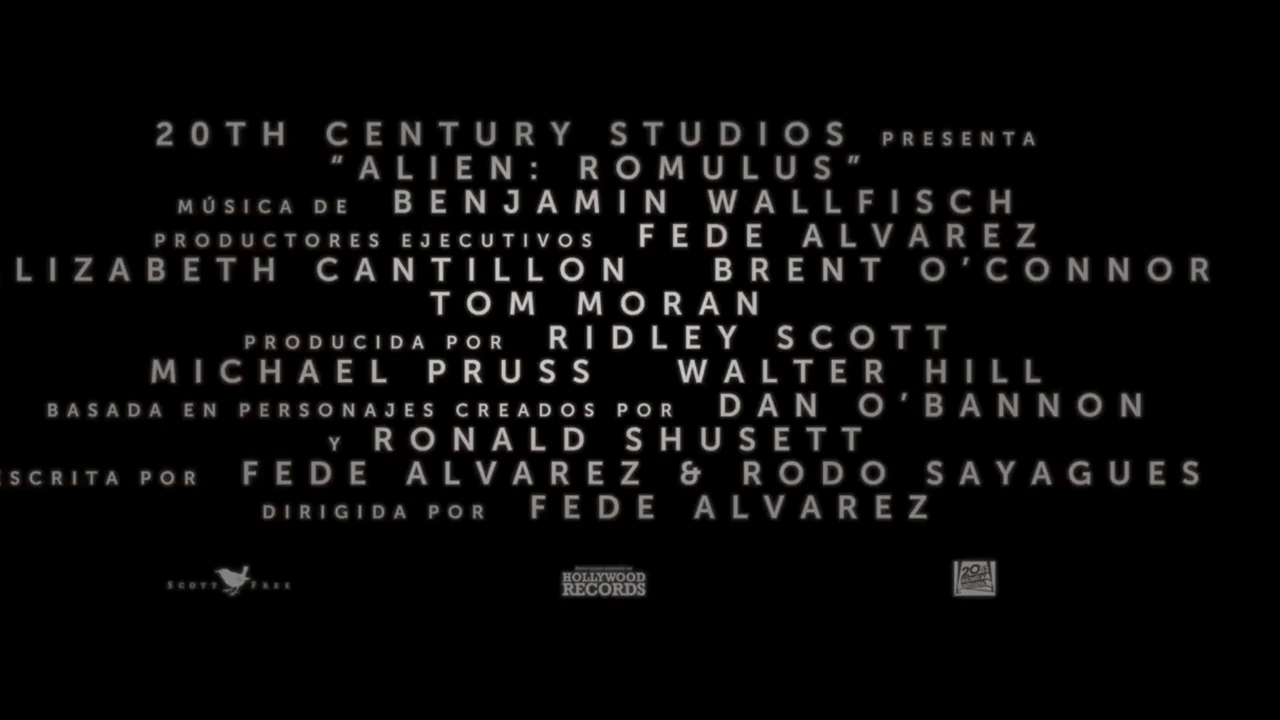 20TH CENTURY STUDIOS PRESENTA
“ALIEN: ROMULUS”
MÚSICA DE BENJAMIN WALLFISCH
PRODUCTORES EJECUTIVOS FEDE ALVAREZ
LIZABETH CANTILLON BRENT O’CONNOR
TOM MORAN
PRODUCIDA POR RIDLEY SCOTT
MICHAEL PRUSS WALTER HILL
BASADA EN PERSONAJES CREADOS POR DAN O’BANNON
Y RONALD SHUSETT
SCRITA POR FEDE ALVAREZ & RODO SAYAGUES
DIRIGIDA POR FEDE ALVAREZ
SCOTT FREE
HOLLYWOOD
RECORDS
20TH